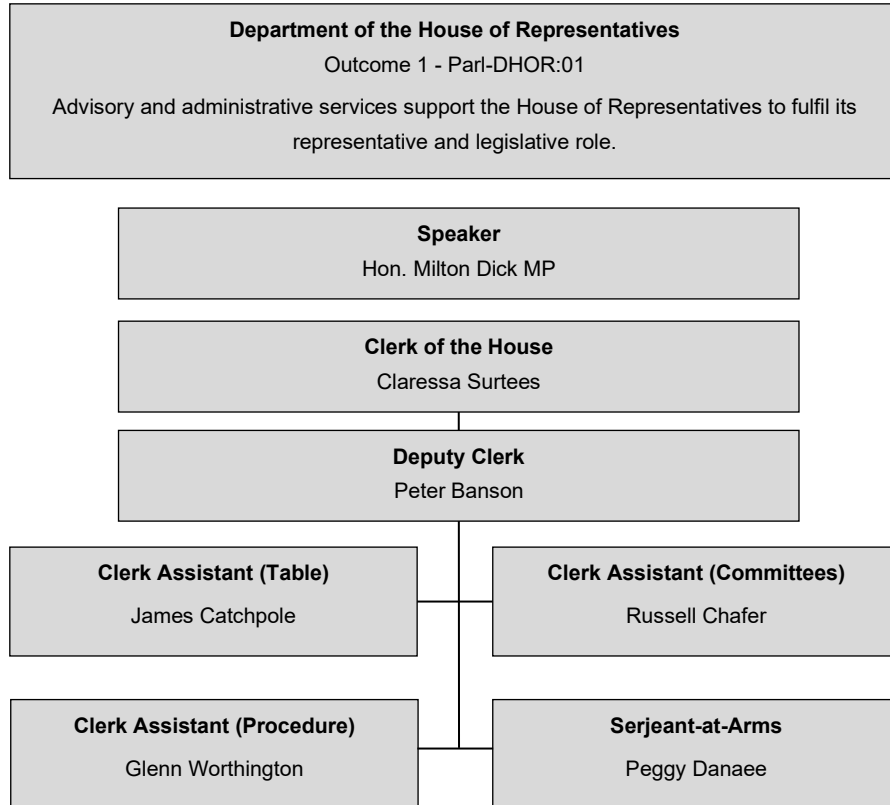 Department of the House of Representatives
Outcome 1 - Parl-DHOR:01
Advisory and administrative services support the House of Representatives to fulfil its
representative and legislative role.
Speaker
Hon. Milton Dick MP
Clerk of the House
Claressa Surtees
Deputy Clerk
Peter Banson
Clerk Assistant (Table)
James Catchpole
Clerk Assistant (Committees)
Russell Chafer
Clerk Assistant (Procedure)
Glenn Worthington
Serjeant-at-Arms
Peggy Danaee